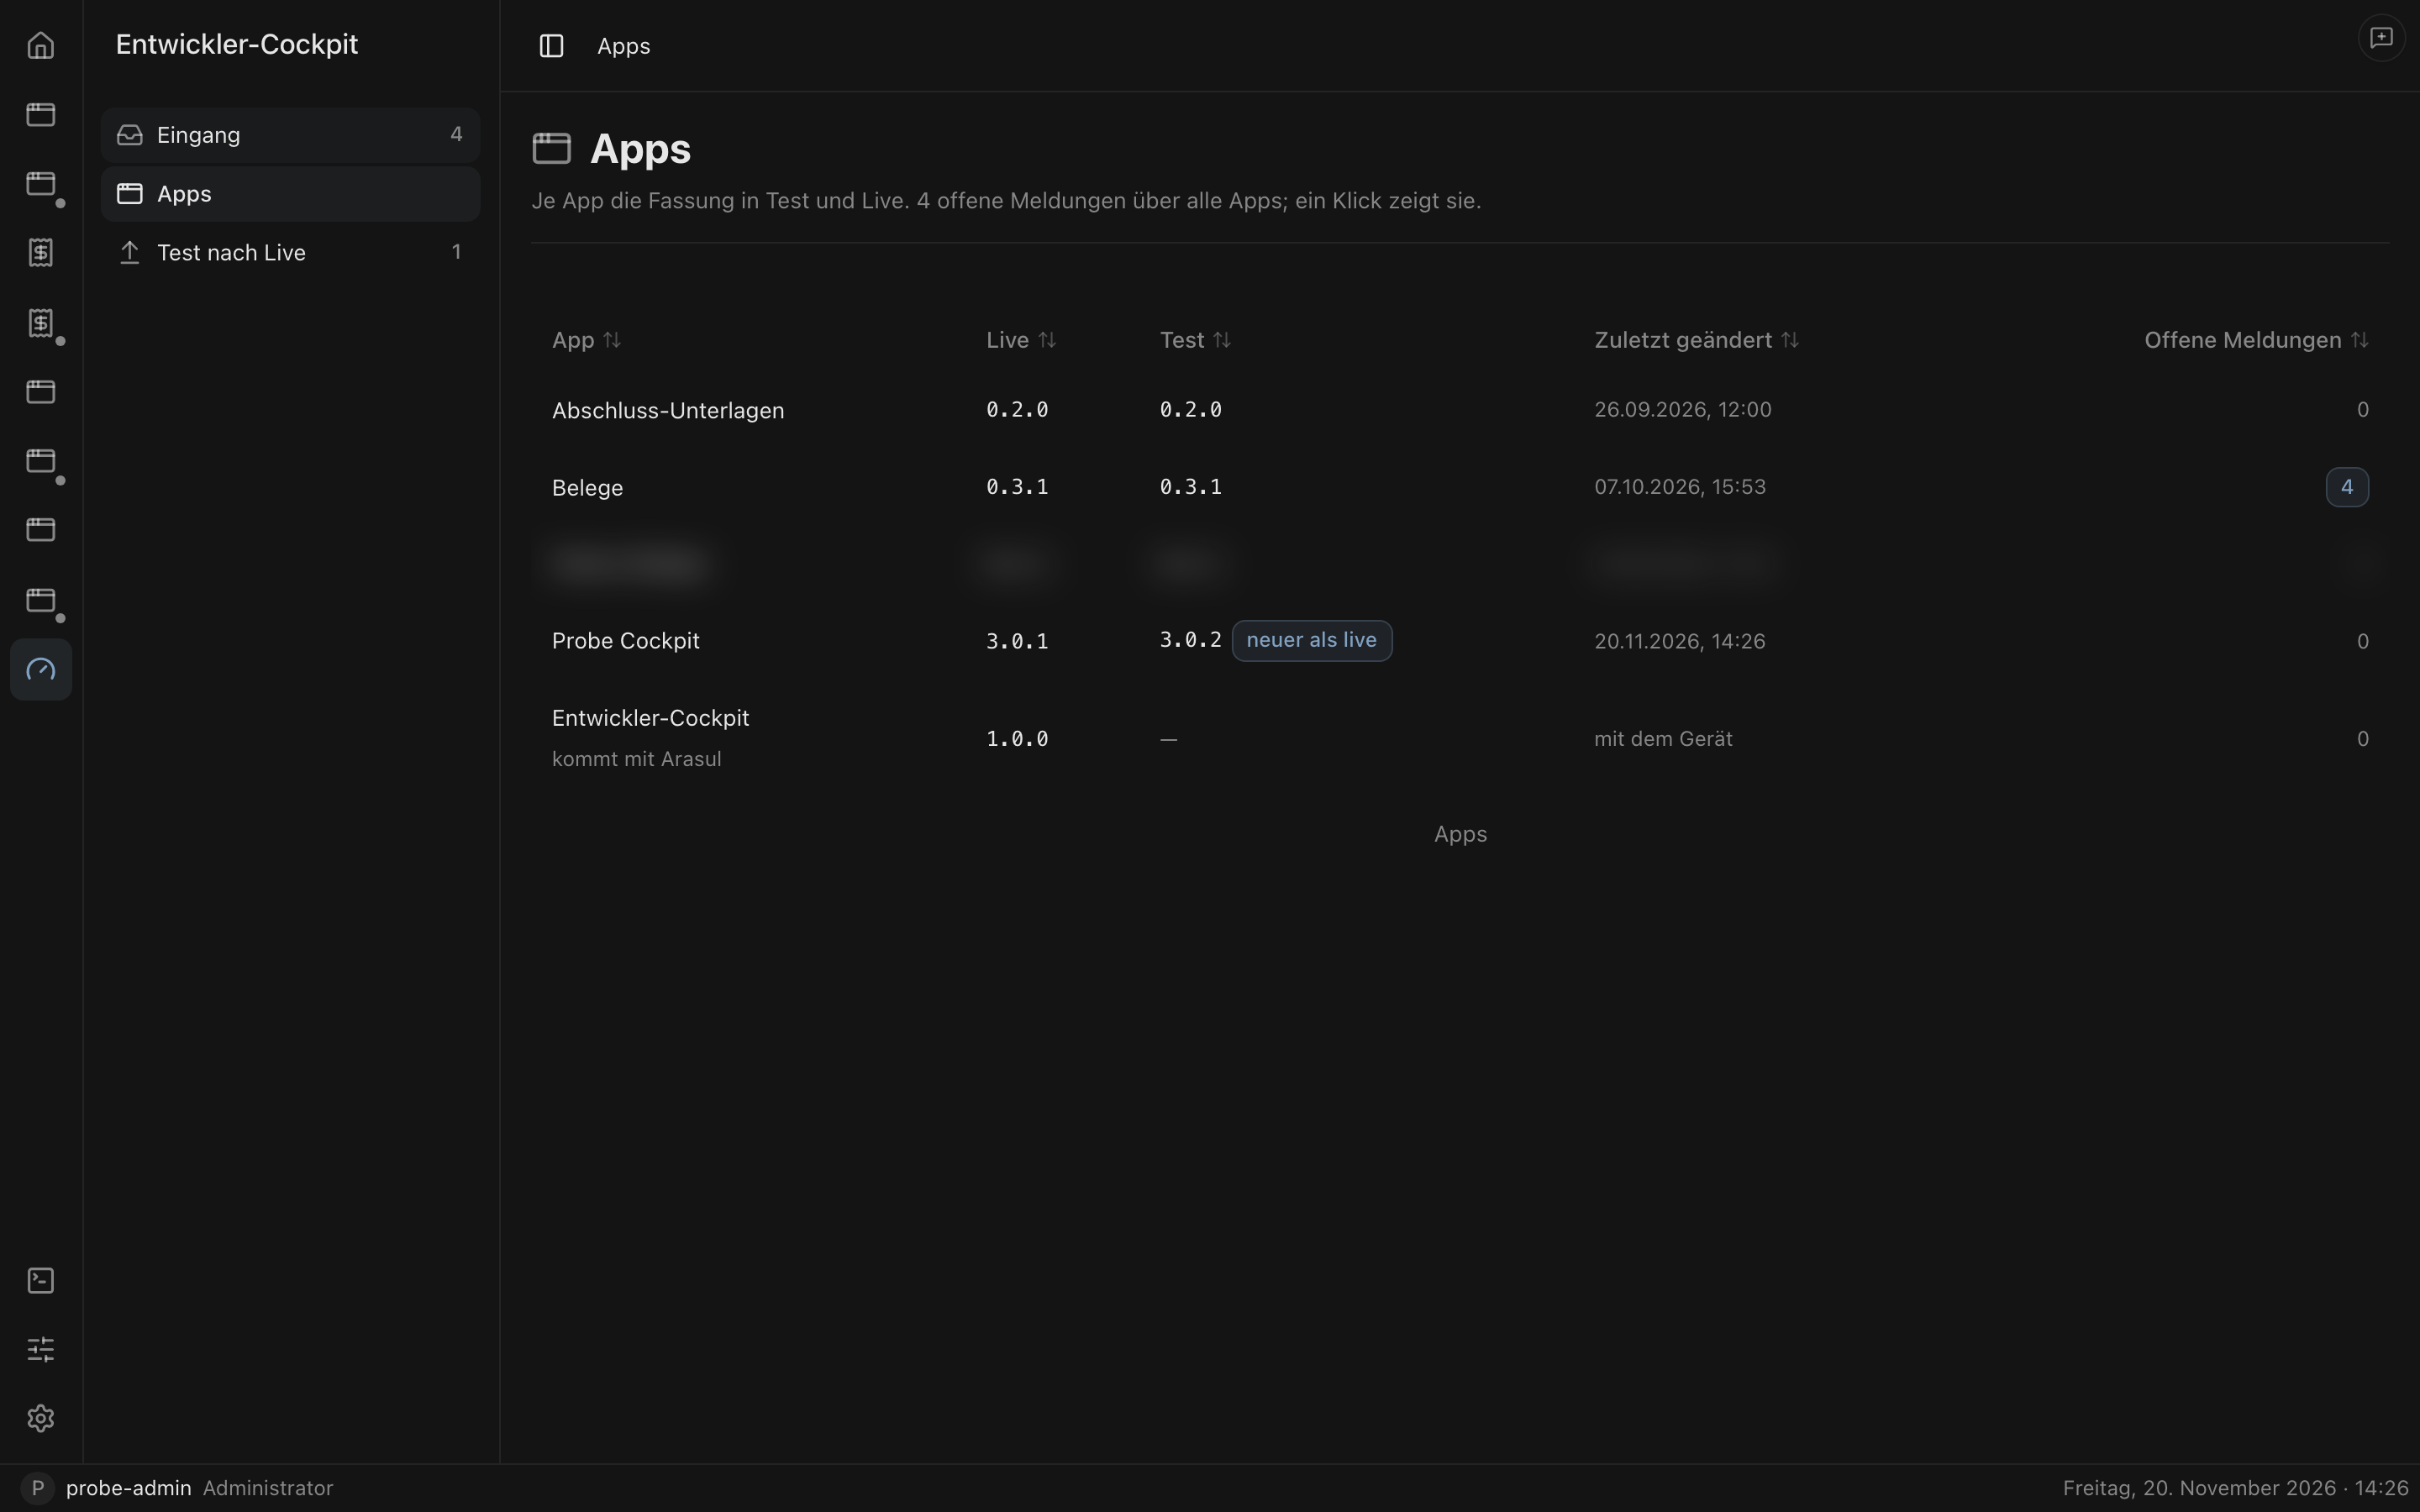 Entwickler-Cockpit
Eingang 4
Apps
Test nach Live 1
Apps
Apps
Je App die Fassung in Test und Live. 4 offene Meldungen über alle Apps; ein Klick zeigt sie.
App Live Test Zuletzt geändert Offene Meldungen
Abschluss-Unterlagen 0.2.0 0.2.0 26.09.2026, 12:00 0
Belege 0.3.1 0.3.1 07.10.2026, 15:53 4
Probe Cockpit 3.0.1 3.0.2 neuer als live 20.11.2026, 14:26 0
Entwickler-Cockpit
kommt mit Arasul
1.0.0 — mit dem Gerät 0
Apps
P probe-admin Administrator
Freitag, 20. November 2026 · 14:26